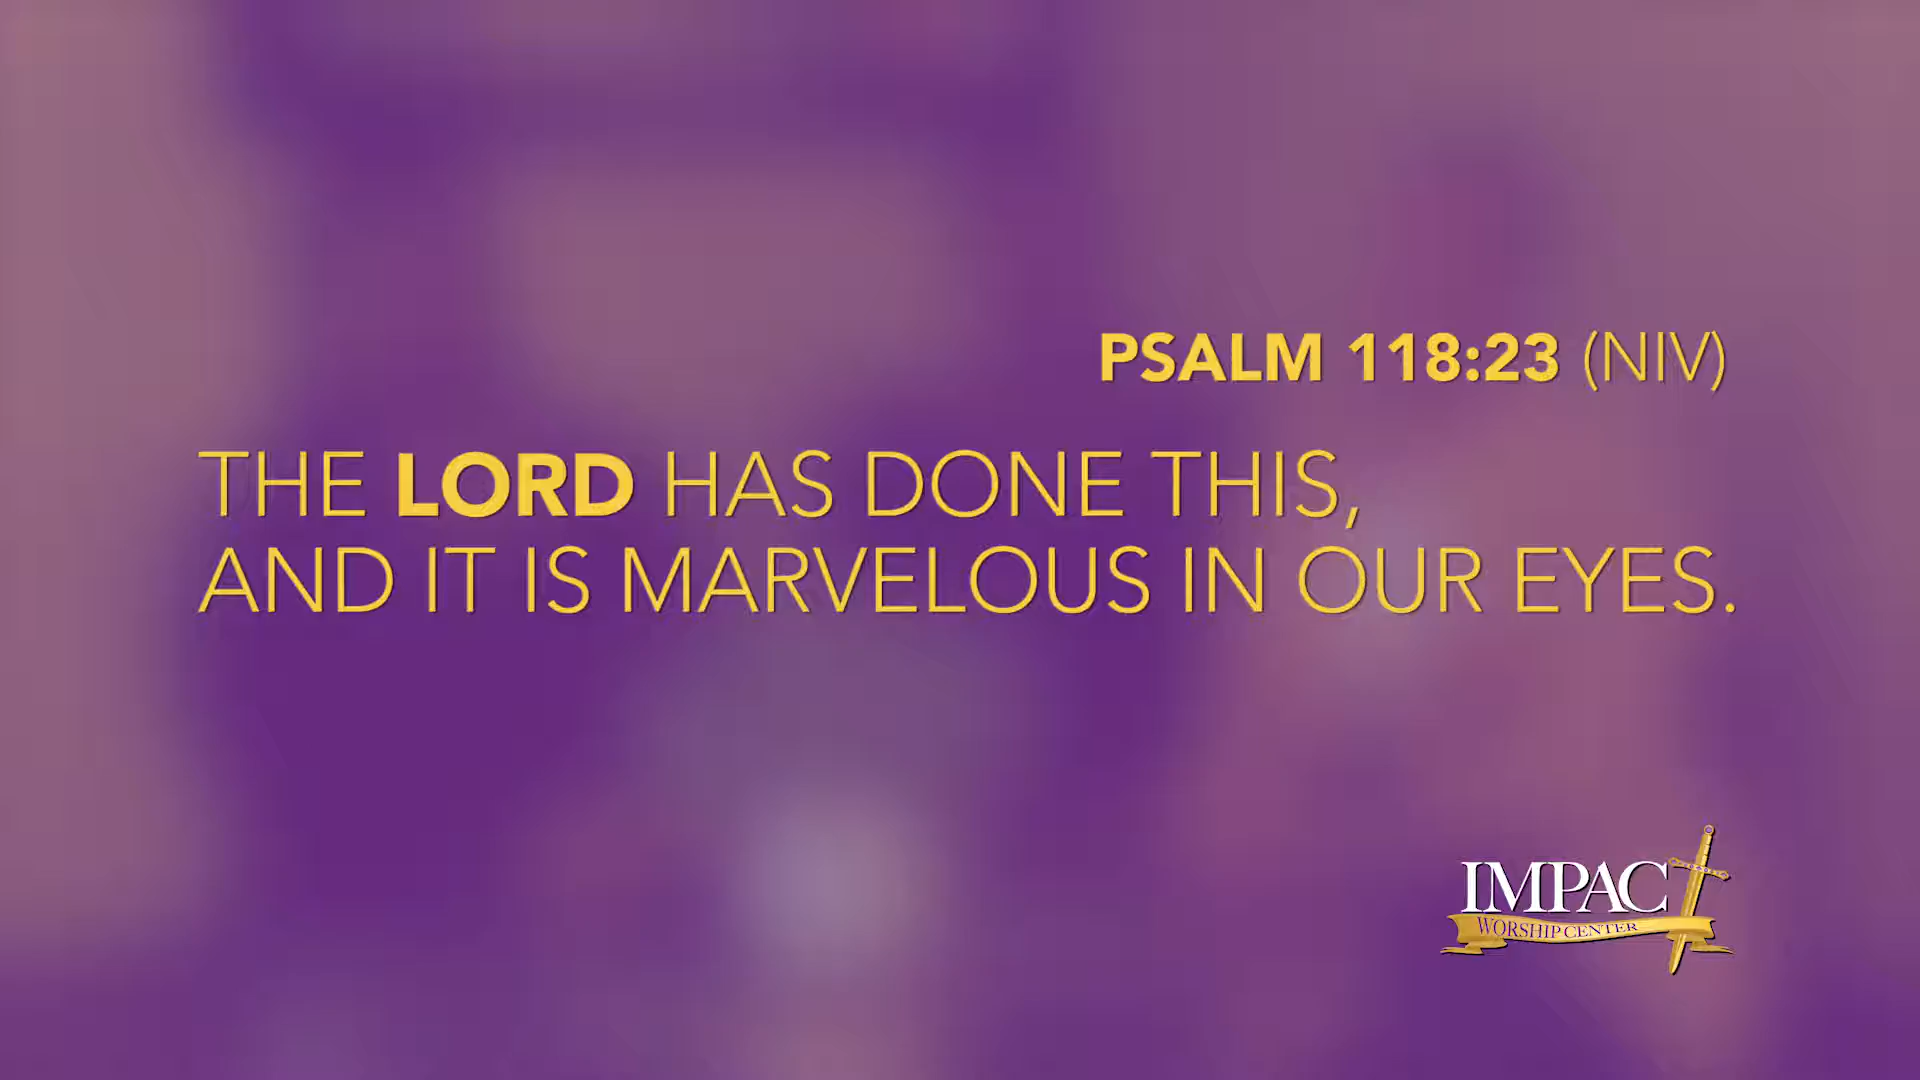 PSALM 118:23 (NIV)
THE LORD HAS DONE THIS,
AND IT IS MARVELOUS IN OUR EYES.
IMPACT
WORSHIP CENTER